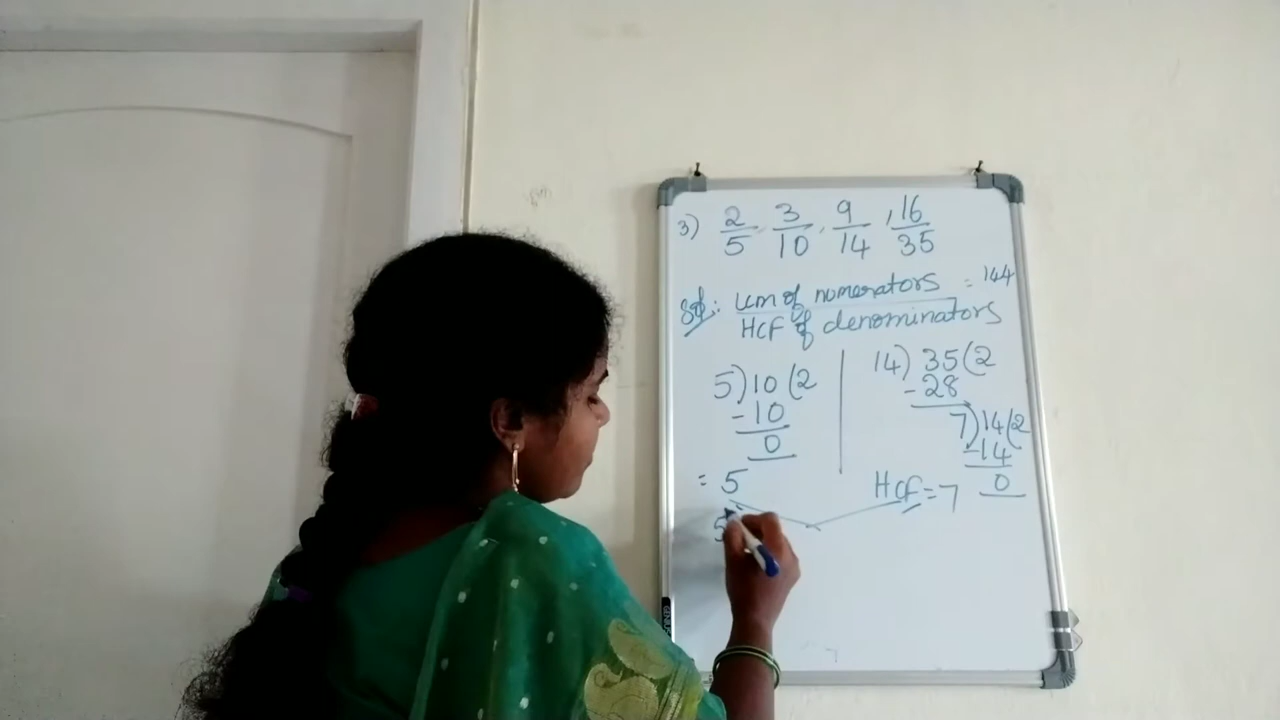 3) 2/5, 3/10, 9/14, 16/35
Sol: LCM of numerators = 144
HCF of denominators
5) 10 (2
-10
0
= 5
5
14) 35 (2
-28
7) 14 (2
-14
0
HCF = 7